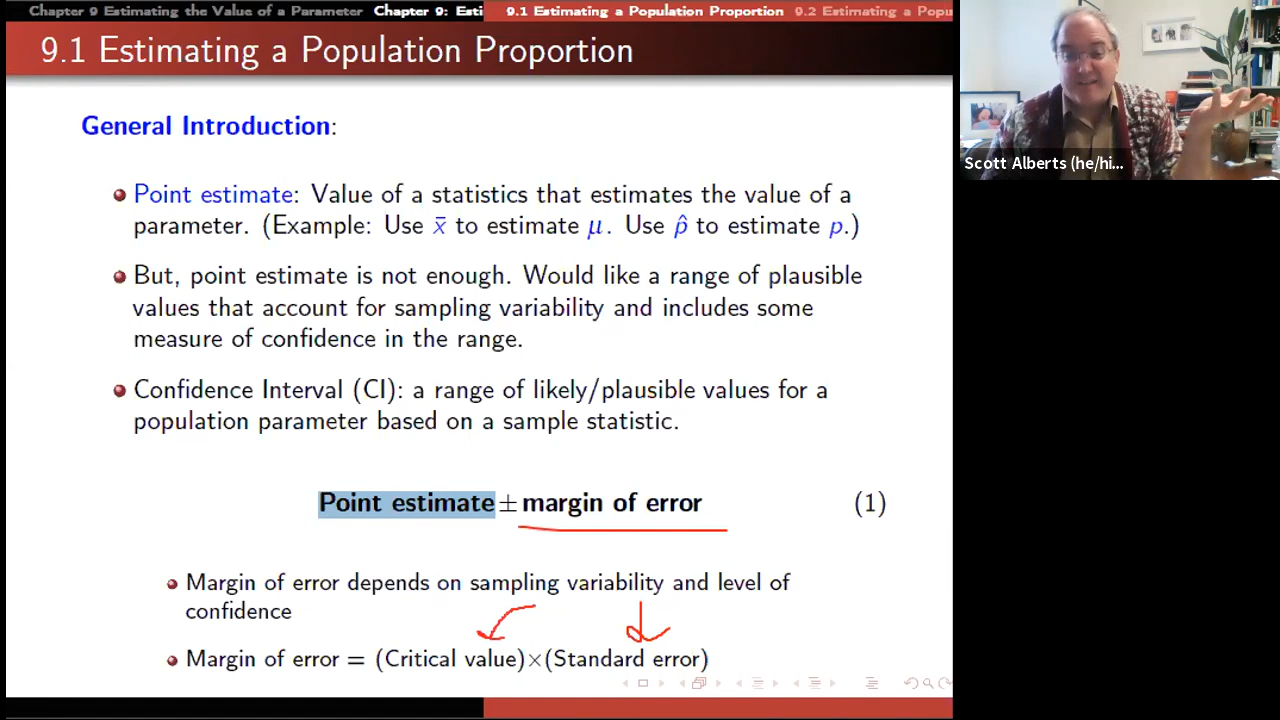 Chapter 9 Estimating the Value of a Parameter Chapter 9: Esti 9.1 Estimating a Population Proportion 9.2 Estimating a Popu
9.1 Estimating a Population Proportion
General Introduction:
Point estimate: Value of a statistics that estimates the value of a
parameter. (Example: Use x̄ to estimate μ. Use p̂ to estimate p.)
But, point estimate is not enough. Would like a range of plausible
values that account for sampling variability and includes some
measure of confidence in the range.
Confidence Interval (CI): a range of likely/plausible values for a
population parameter based on a sample statistic.
Point estimate ± margin of error (1)
Margin of error depends on sampling variability and level of
confidence
Margin of error = (Critical value)×(Standard error)
Scott Alberts (he/hi...